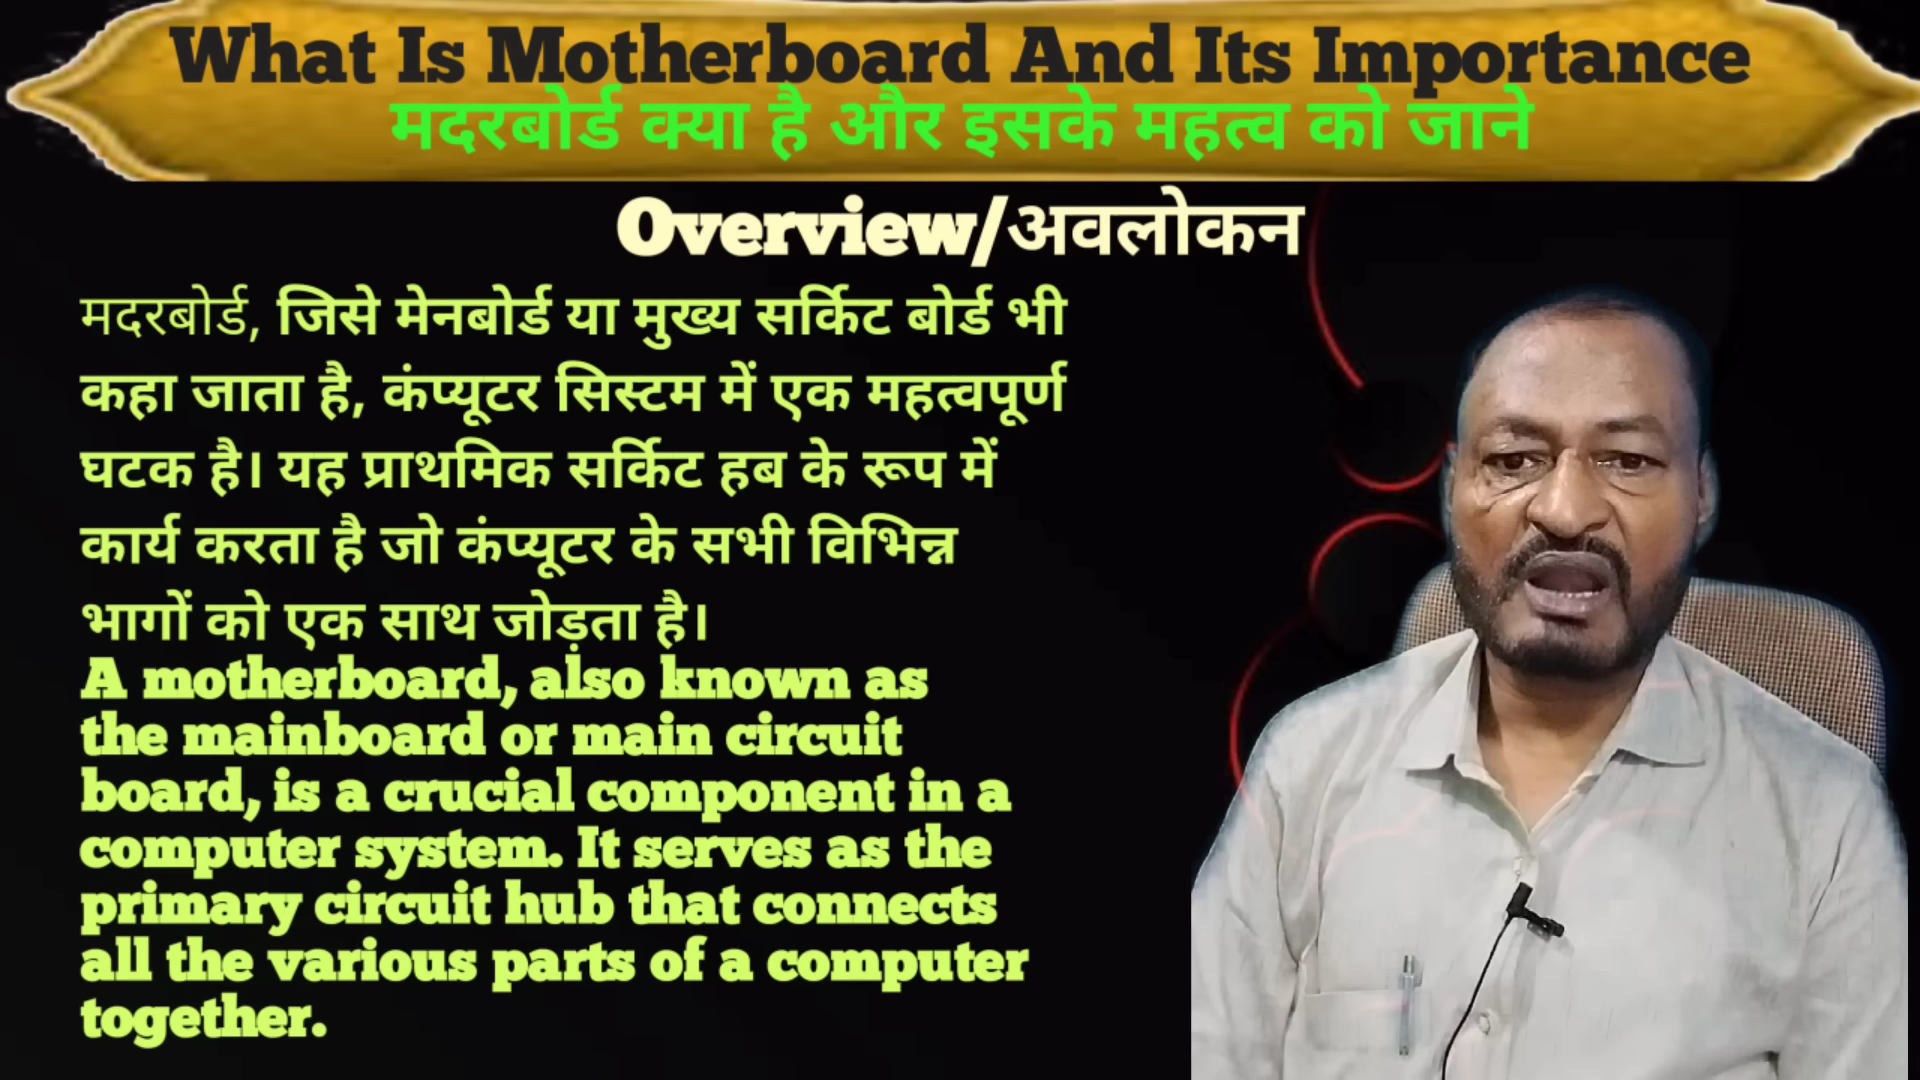 What Is Motherboard And Its Importance
मदरबोर्ड क्या है और इसके महत्व को जाने
Overview/अवलोकन
मदरबोर्ड, जिसे मेनबोर्ड या मुख्य सर्किट बोर्ड भी
कहा जाता है, कंप्यूटर सिस्टम में एक महत्वपूर्ण
घटक है। यह प्राथमिक सर्किट हब के रूप में
कार्य करता है जो कंप्यूटर के सभी विभिन्न
भागों को एक साथ जोड़ता है।
A motherboard, also known as
the mainboard or main circuit
board, is a crucial component in a
computer system. It serves as the
primary circuit hub that connects
all the various parts of a computer
together.